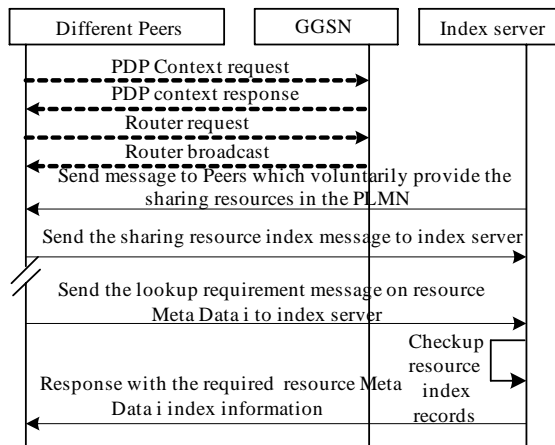 Different Peers
GGSN
Index server
PDP Context request
PDP context response
Router request
Router broadcast
Send message to Peers which voluntarily provide the
sharing resources in the PLMN
Send the sharing resource index message to index server
Send the lookup requirement message on resource
Meta Data i to index server
Checkup
resource
index
records
Response with the required resource Meta
Data i index information